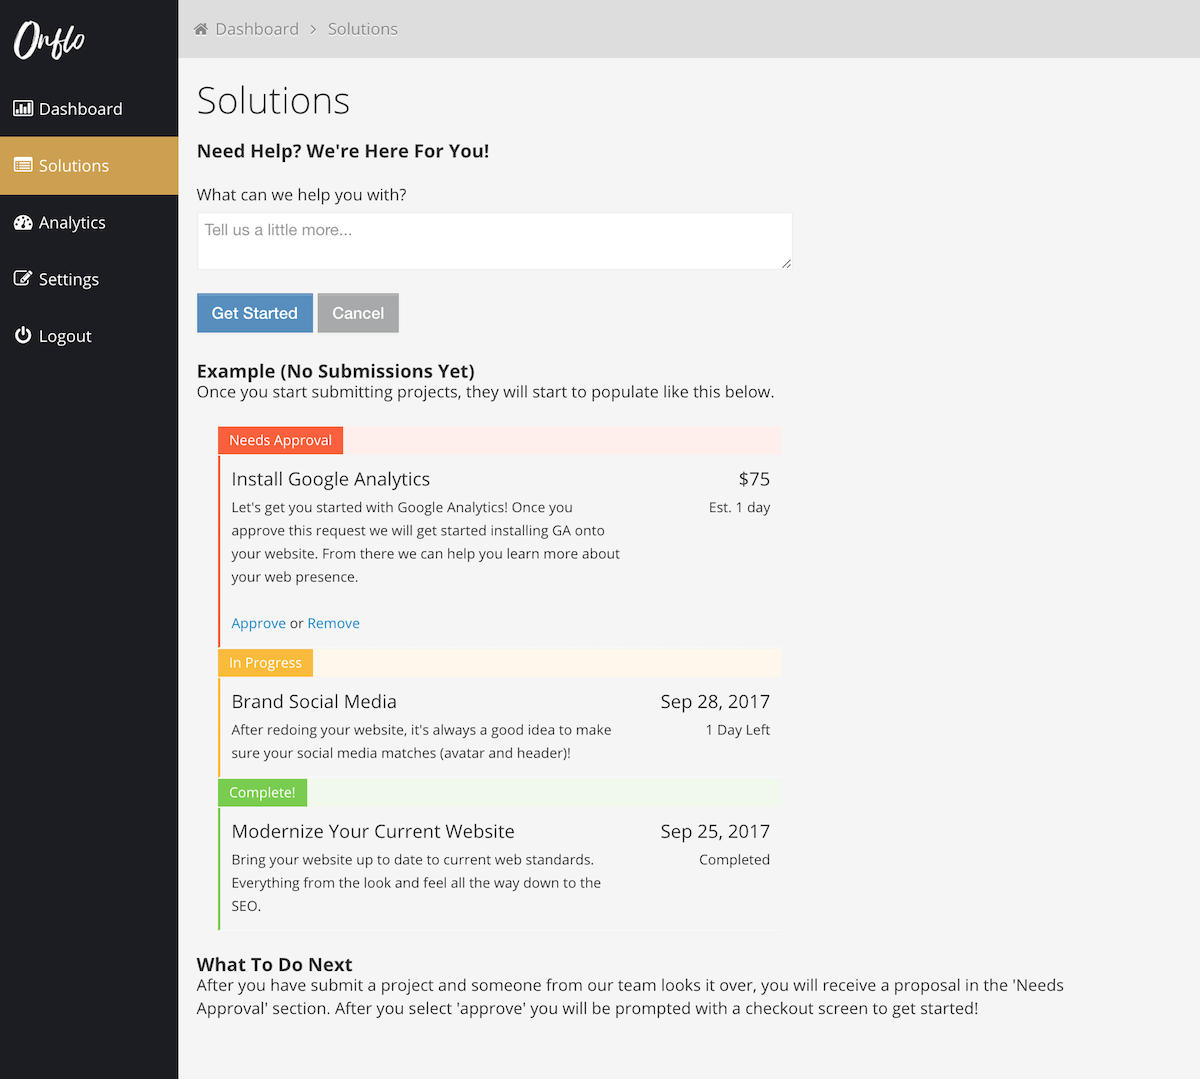 Onflo
Dashboard > Solutions
Dashboard
Solutions
Analytics
Settings
Logout
Solutions
Need Help? We're Here For You!
What can we help you with?
Tell us a little more...
Get Started Cancel
Example (No Submissions Yet)
Once you start submitting projects, they will start to populate like this below.
Needs Approval
Install Google Analytics $75
Let's get you started with Google Analytics! Once you Est. 1 day
approve this request we will get started installing GA onto
your website. From there we can help you learn more about
your web presence.
Approve or Remove
In Progress
Brand Social Media Sep 28, 2017
After redoing your website, it's always a good idea to make 1 Day Left
sure your social media matches (avatar and header)!
Complete!
Modernize Your Current Website Sep 25, 2017
Bring your website up to date to current web standards. Completed
Everything from the look and feel all the way down to the
SEO.
What To Do Next
After you have submit a project and someone from our team looks it over, you will receive a proposal in the 'Needs
Approval' section. After you select 'approve' you will be prompted with a checkout screen to get started!